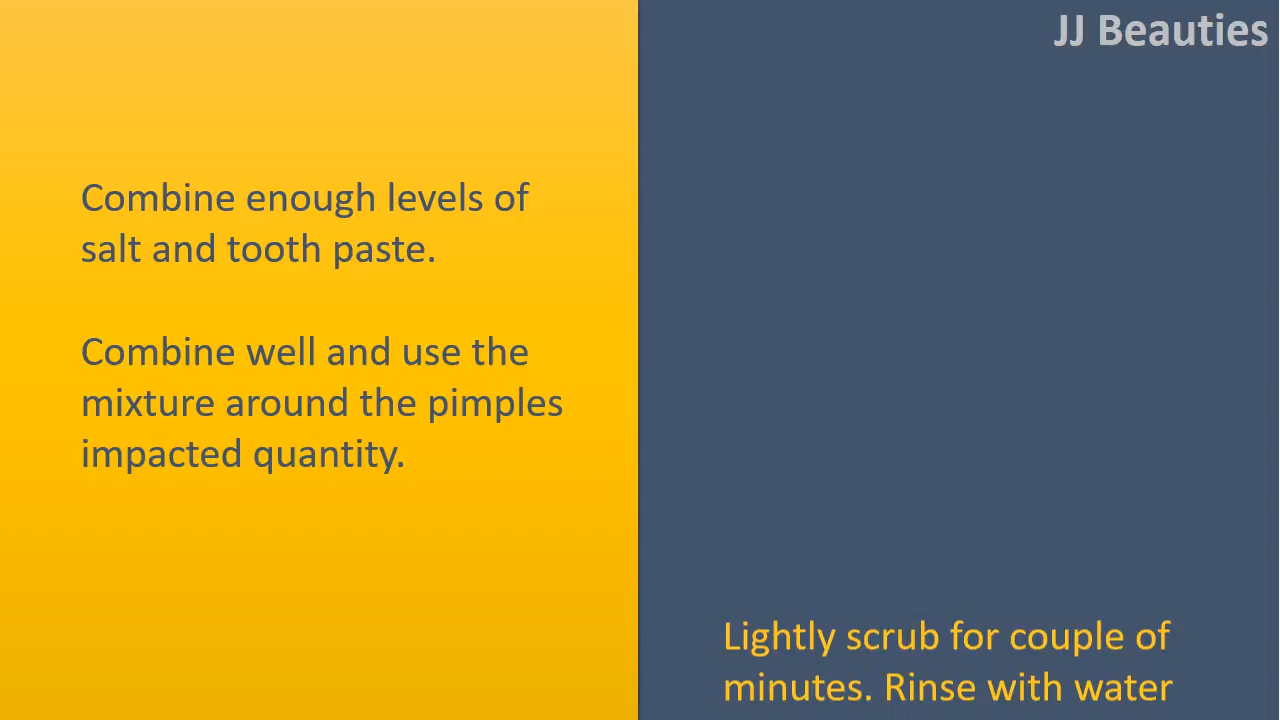 JJ Beauties
Combine enough levels of
salt and tooth paste.
Combine well and use the
mixture around the pimples
impacted quantity.
Lightly scrub for couple of
minutes. Rinse with water